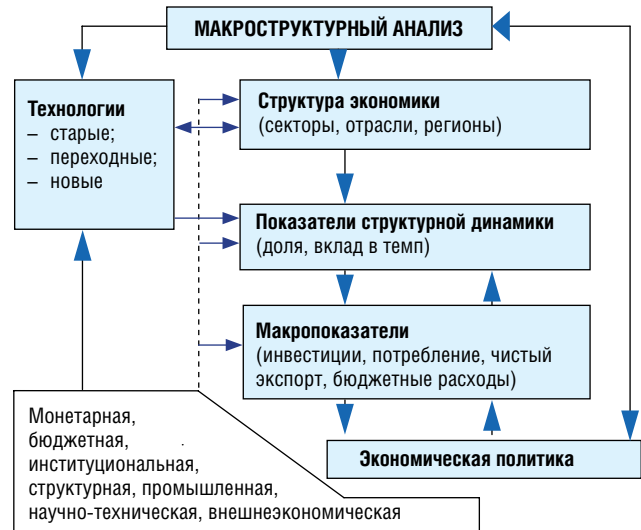 МАКРОСТРУКТУРНЫЙ АНАЛИЗ
Технологии
– старые;
– переходные;
– новые
Структура экономики
(секторы, отрасли, регионы)
Показатели структурной динамики
(доля, вклад в темп)
Макропоказатели
(инвестиции, потребление, чистый
экспорт, бюджетные расходы)
Монетарная,
бюджетная,
институциональная,
структурная, промышленная,
научно-техническая, внешнеэкономическая
Экономическая политика